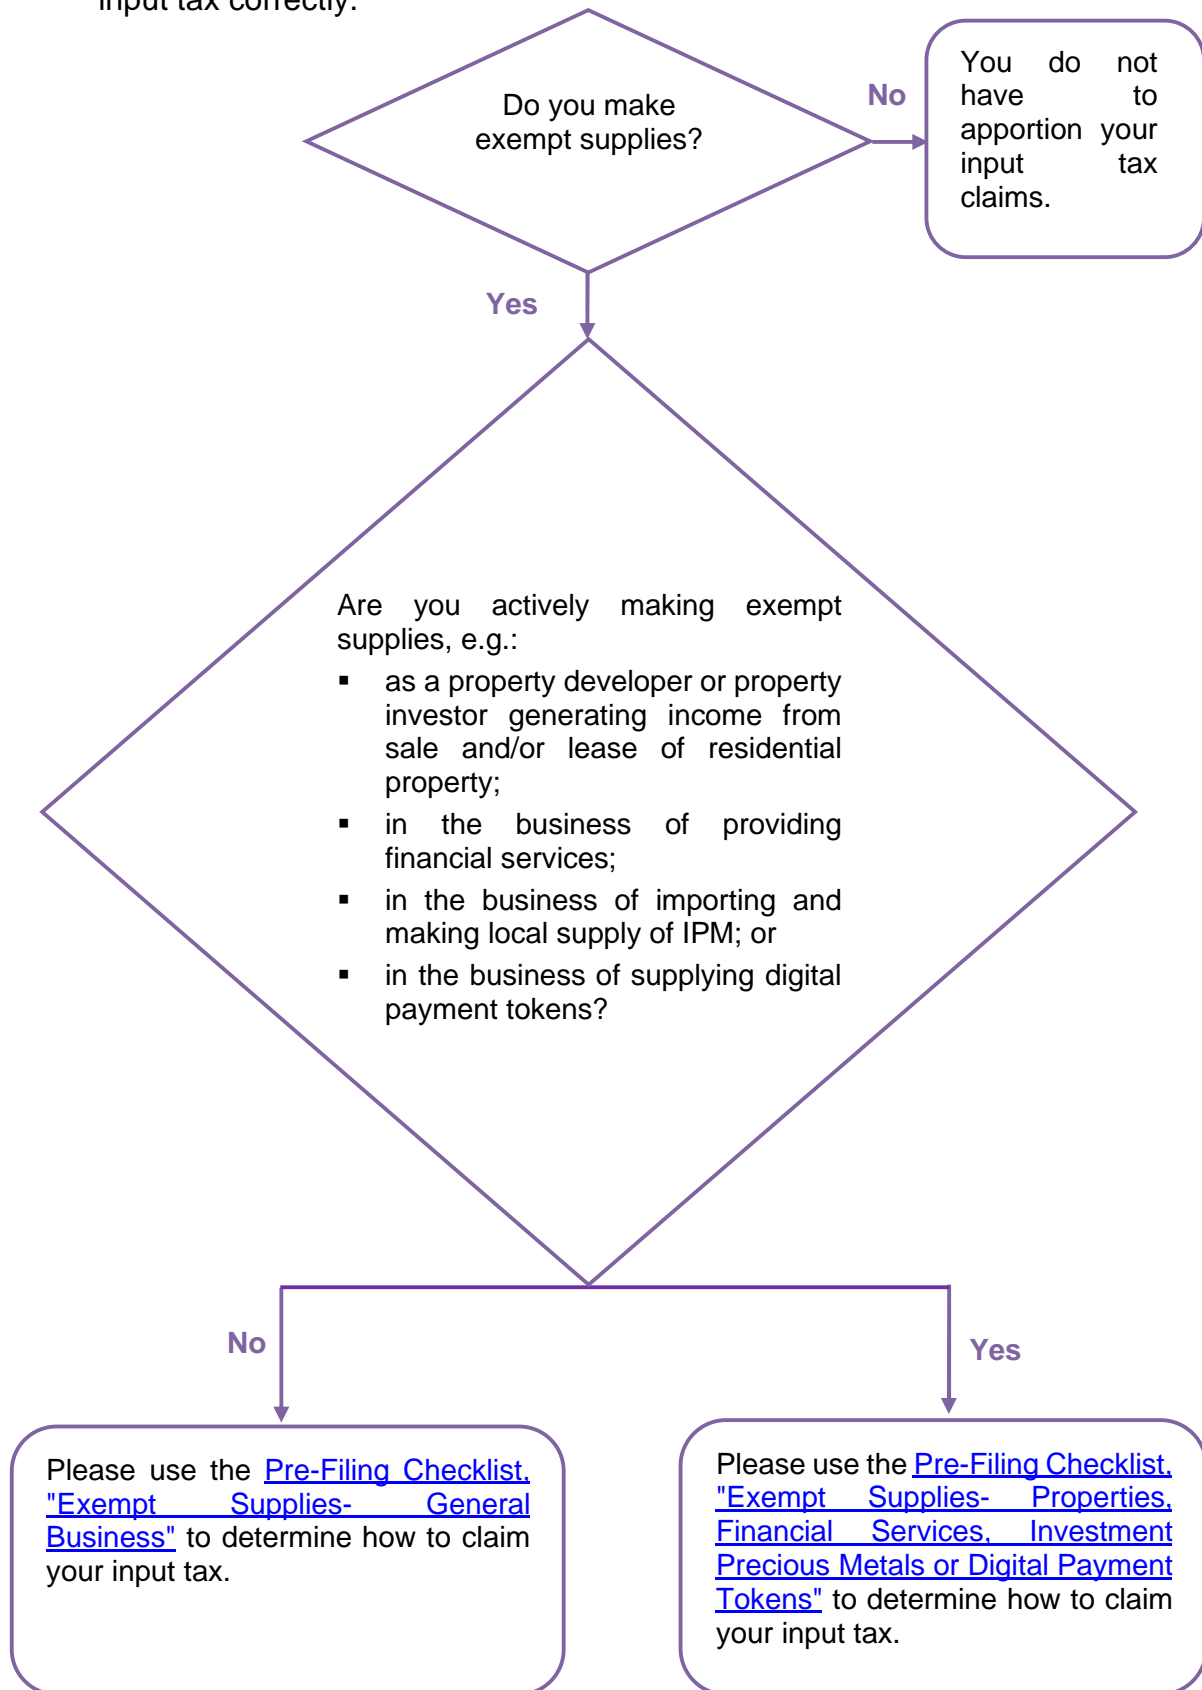 input tax correctly.
Do you make
exempt supplies?
No
You do not
have to
apportion your
input tax
claims.
Yes
Are you actively making exempt
supplies, e.g.:
▪ as a property developer or property
investor generating income from
sale and/or lease of residential
property;
▪ in the business of providing
financial services;
▪ in the business of importing and
making local supply of IPM; or
▪ in the business of supplying digital
payment tokens?
No
Yes
Please use the Pre-Filing Checklist,
"Exempt Supplies- General
Business" to determine how to claim
your input tax.
Please use the Pre-Filing Checklist,
"Exempt Supplies- Properties,
Financial Services, Investment
Precious Metals or Digital Payment
Tokens" to determine how to claim
your input tax.